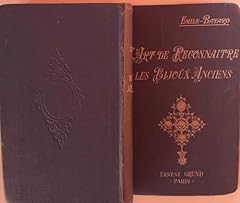 EMILE-BAYARD
L'ART DE RECONNAITRE
LES BIJOUX ANCIENS
ERNEST GRÜND
PARIS